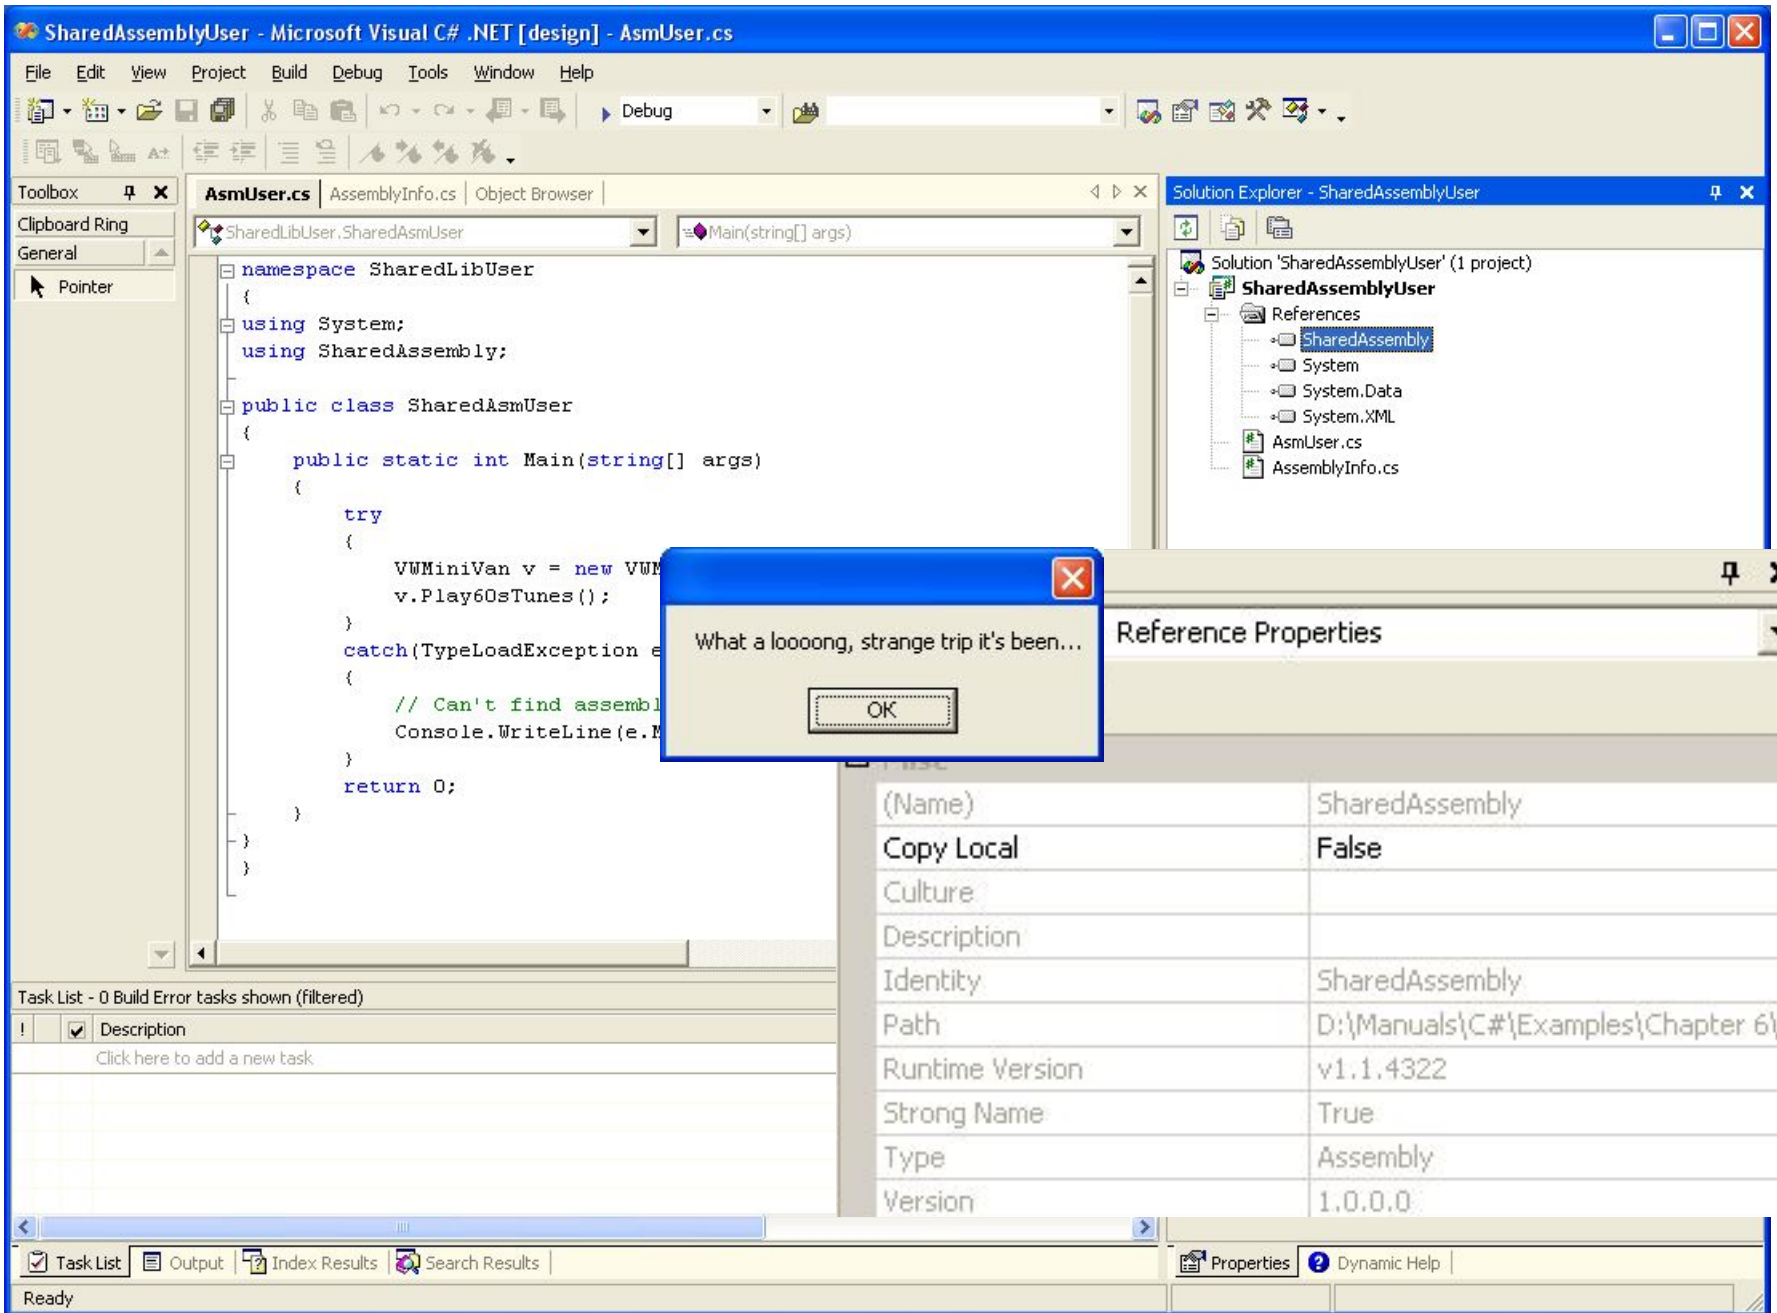 SharedAssemblyUser - Microsoft Visual C# .NET [design] - AsmUser.cs
File Edit View Project Build Debug Tools Window Help
Debug
Toolbox
Clipboard Ring
General
Pointer
AsmUser.cs AssemblyInfo.cs Object Browser
SharedLibUser.SharedAsmUser Main(string[] args)
namespace SharedLibUser
{
using System;
using SharedAssembly;
public class SharedAsmUser
{
public static int Main(string[] args)
{
try
{
VWMiniVan v = new
v.Play60sTunes();
}
catch(TypeLoadException e
{
// Can't find assembl
Console.WriteLine(e.
}
return 0;
}
}
}
What a loooong, strange trip it's been...
OK
Solution Explorer - SharedAssemblyUser
Solution 'SharedAssemblyUser' (1 project)
SharedAssemblyUser
References
SharedAssembly
System
System.Data
System.XML
AsmUser.cs
AssemblyInfo.cs
Reference Properties
(Name) SharedAssembly
Copy Local False
Culture
Description
Identity SharedAssembly
Path D:\Manuals\C#\Examples\Chapter 6\
Runtime Version v1.1.4322
Strong Name True
Type Assembly
Version 1.0.0.0
Task List - 0 Build Error tasks shown (filtered)
! Description
Click here to add a new task
Task List Output Index Results Search Results
Properties Dynamic Help
Ready